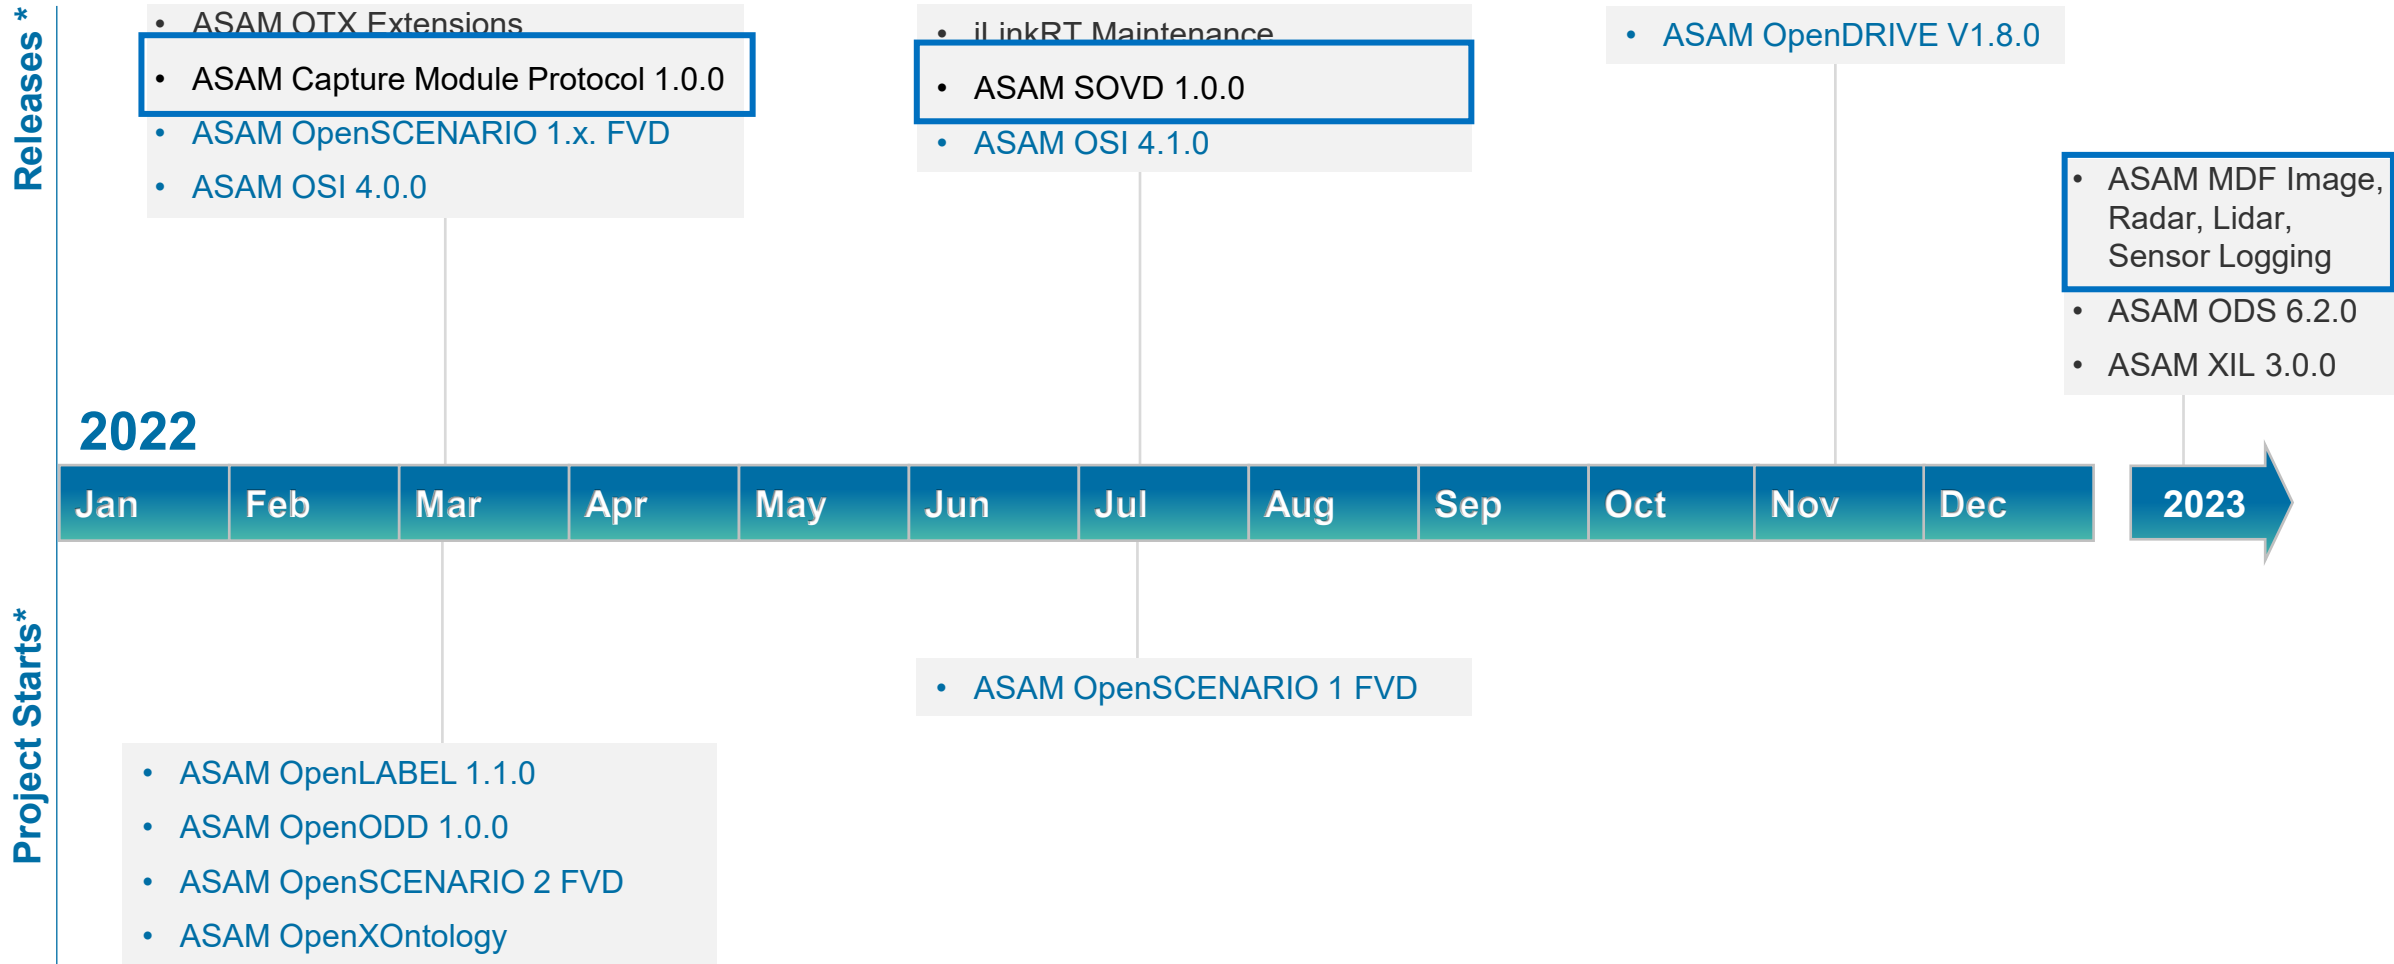 Releases *
• ASAM OTX Extensions
• ASAM Capture Module Protocol 1.0.0
• ASAM OpenSCENARIO 1.x. FVD
• ASAM OSI 4.0.0
• iLinkRT Maintenance
• ASAM SOVD 1.0.0
• ASAM OSI 4.1.0
• ASAM OpenDRIVE V1.8.0
• ASAM MDF Image,
Radar, Lidar,
Sensor Logging
• ASAM ODS 6.2.0
• ASAM XIL 3.0.0
2022
Jan Feb Mar Apr May Jun Jul Aug Sep Oct Nov Dec 2023
Project Starts*
• ASAM OpenSCENARIO 1 FVD
• ASAM OpenLABEL 1.1.0
• ASAM OpenODD 1.0.0
• ASAM OpenSCENARIO 2 FVD
• ASAM OpenXOntology